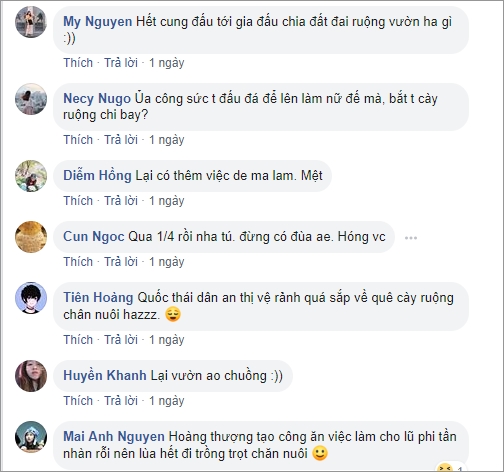 My Nguyen Hết cung đấu tới gia đấu chia đất đai ruộng vườn ha gì
:))
Thích · Trả lời · 1 ngày
Necy Nugo Ủa công sức t đấu đá để lên làm nữ đế mà, bắt t cày
ruộng chi bay?
Thích · Trả lời · 1 ngày
Diễm Hồng Lại có thêm việc de ma lam. Mệt
Thích · Trả lời · 1 ngày
Cun Ngoc Qua 1/4 rồi nha tú. đừng có đùa ae. Hóng vc
Thích · Trả lời · 1 ngày
Tiên Hoàng Quốc thái dân an thị vệ rảnh quá sắp về quê cày ruộng
chân nuôi hazzz. 😔
Thích · Trả lời · 1 ngày
Huyền Khanh Lại vườn ao chuồng :))
Thích · Trả lời · 1 ngày
Mai Anh Nguyen Hoàng thượng tạo công ăn việc làm cho lũ phi tần
nhàn rỗi nên lùa hết đi trồng trọt chăn nuôi 🙂